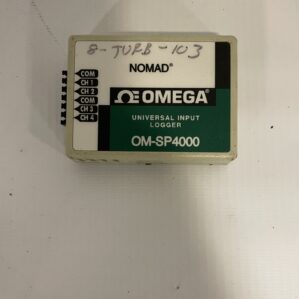 8-TURB-103
NOMAD®
COM
CH 1
CH 2
COM
CH 3
CH 4
OMEGA®
UNIVERSAL INPUT
LOGGER
OM-SP4000